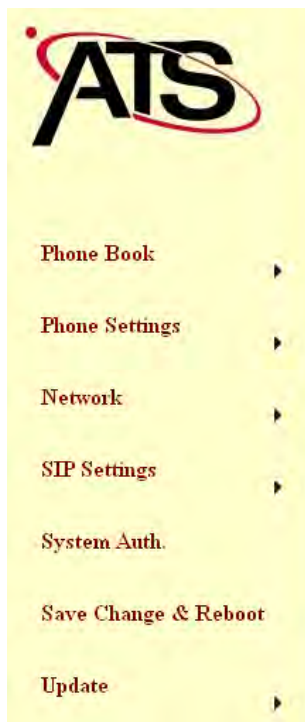 ATS
Phone Book
Phone Settings
Network
SIP Settings
System Auth.
Save Change & Reboot
Update